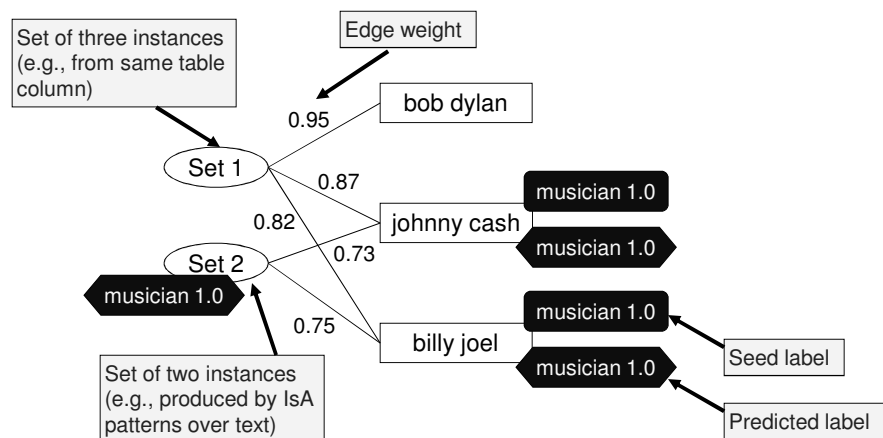 Set of three instances
(e.g., from same table
column)
Edge weight
bob dylan
0.95
Set 1
0.87
musician 1.0
johnny cash
0.82
musician 1.0
0.73
Set 2
musician 1.0
0.75
musician 1.0
billy joel
musician 1.0
Seed label
Set of two instances
(e.g., produced by IsA
patterns over text)
Predicted label